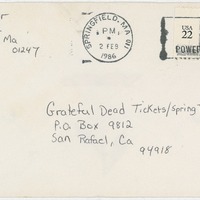 Ma
01247
SPRINGFIELD, MA 011
PM
2 FEB
1986
USA
22
POWER
Grateful Dead Tickets/Spring T
P.O Box 9812
San Rafael, Ca
94918